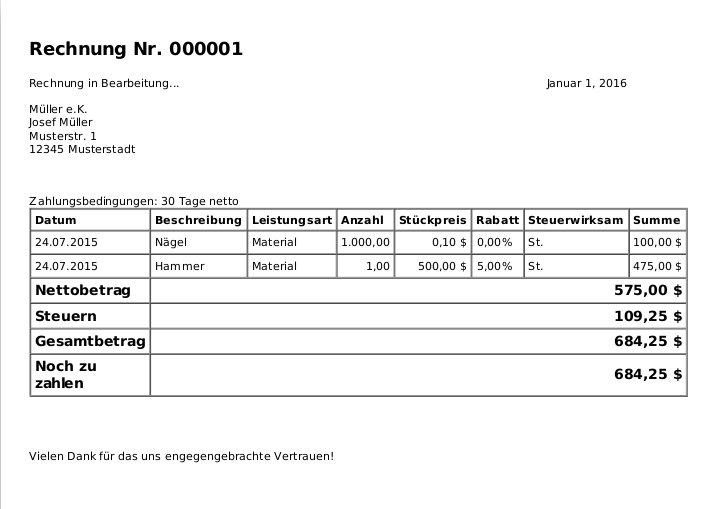 Rechnung Nr. 000001
Rechnung in Bearbeitung... Januar 1, 2016
Müller e.K.
Josef Müller
Musterstr. 1
12345 Musterstadt
Zahlungsbedingungen: 30 Tage netto
Datum Beschreibung Leistungsart Anzahl Stückpreis Rabatt Steuerwirksam Summe
24.07.2015 Nägel Material 1.000,00 0,10 $ 0,00% St. 100,00 $
24.07.2015 Hammer Material 1,00 500,00 $ 5,00% St. 475,00 $
Nettobetrag 575,00 $
Steuern 109,25 $
Gesamtbetrag 684,25 $
Noch zu
zahlen 684,25 $
Vielen Dank für das uns engegengebrachte Vertrauen!